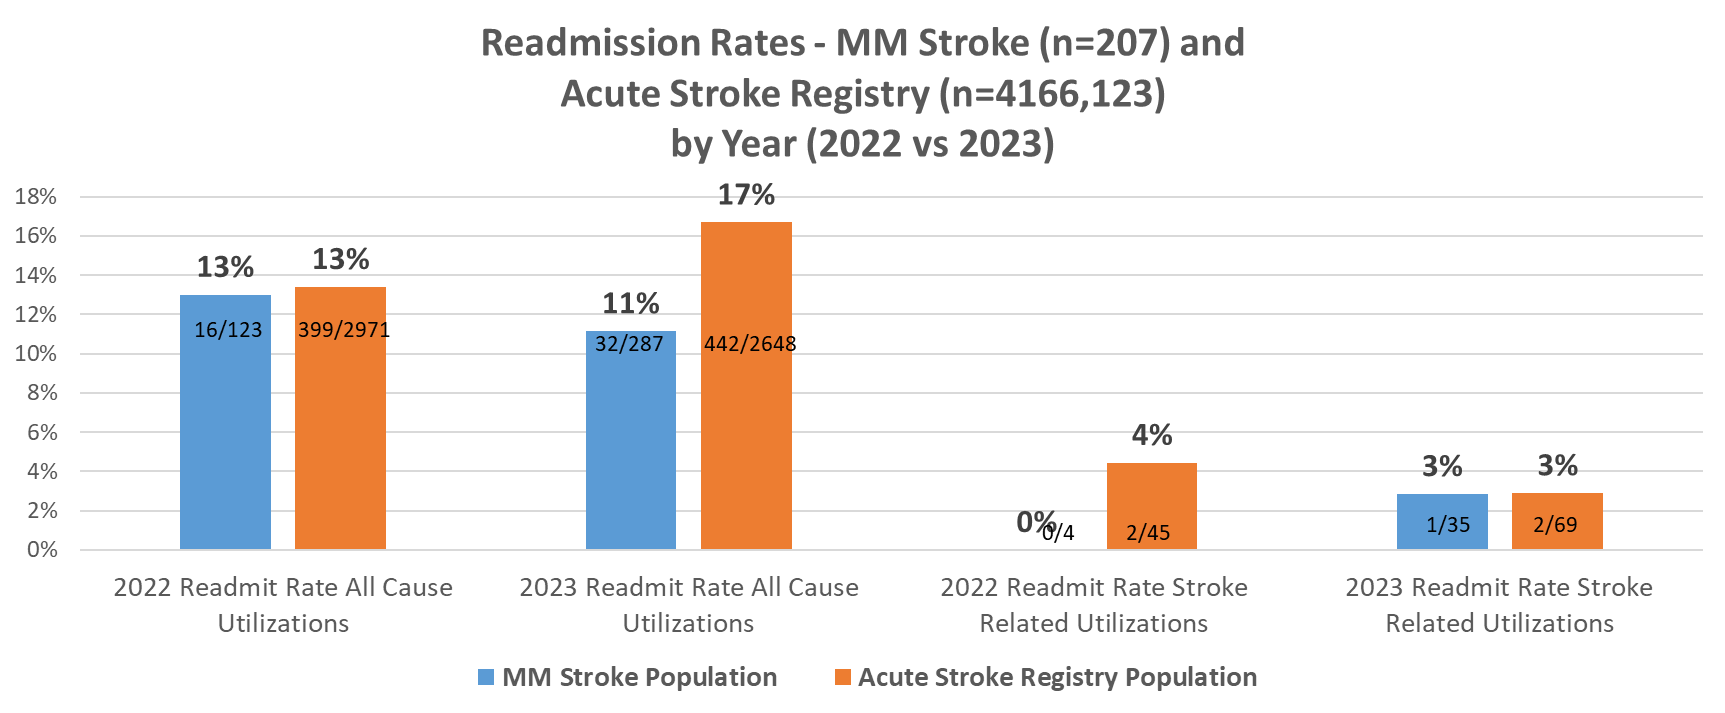 Readmission Rates - MM Stroke (n=207) and
Acute Stroke Registry (n=4166,123)
by Year (2022 vs 2023)
18%
16%
14%
12%
10%
8%
6%
4%
2%
0%
13%
16/123
13%
399/2971
11%
32/287
17%
442/2648
0%
0/4
4%
2/45
3%
1/35
3%
2/69
2022 Readmit Rate All Cause
Utilizations
2023 Readmit Rate All Cause
Utilizations
2022 Readmit Rate Stroke
Related Utilizations
2023 Readmit Rate Stroke
Related Utilizations
MM Stroke Population
Acute Stroke Registry Population